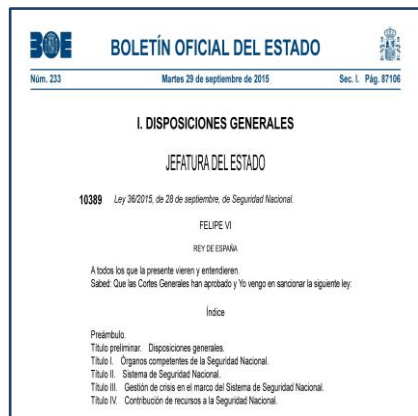 BOE
BOLETÍN OFICIAL DEL ESTADO
Núm. 233 Martes 29 de septiembre de 2015 Sec. I. Pág. 87106
I. DISPOSICIONES GENERALES
JEFATURA DEL ESTADO
10389 Ley 36/2015, de 28 de septiembre, de Seguridad Nacional.
FELIPE VI
REY DE ESPAÑA
A todos los que la presente vieren y entendieren.
Sabed: Que las Cortes Generales han aprobado y Yo vengo en sancionar la siguiente ley:
Índice
Preámbulo.
Título preliminar. Disposiciones generales.
Título I. Órganos competentes de la Seguridad Nacional.
Título II. Sistema de Seguridad Nacional.
Título III. Gestión de crisis en el marco del Sistema de Seguridad Nacional.
Título IV. Contribución de recursos a la Seguridad Nacional.